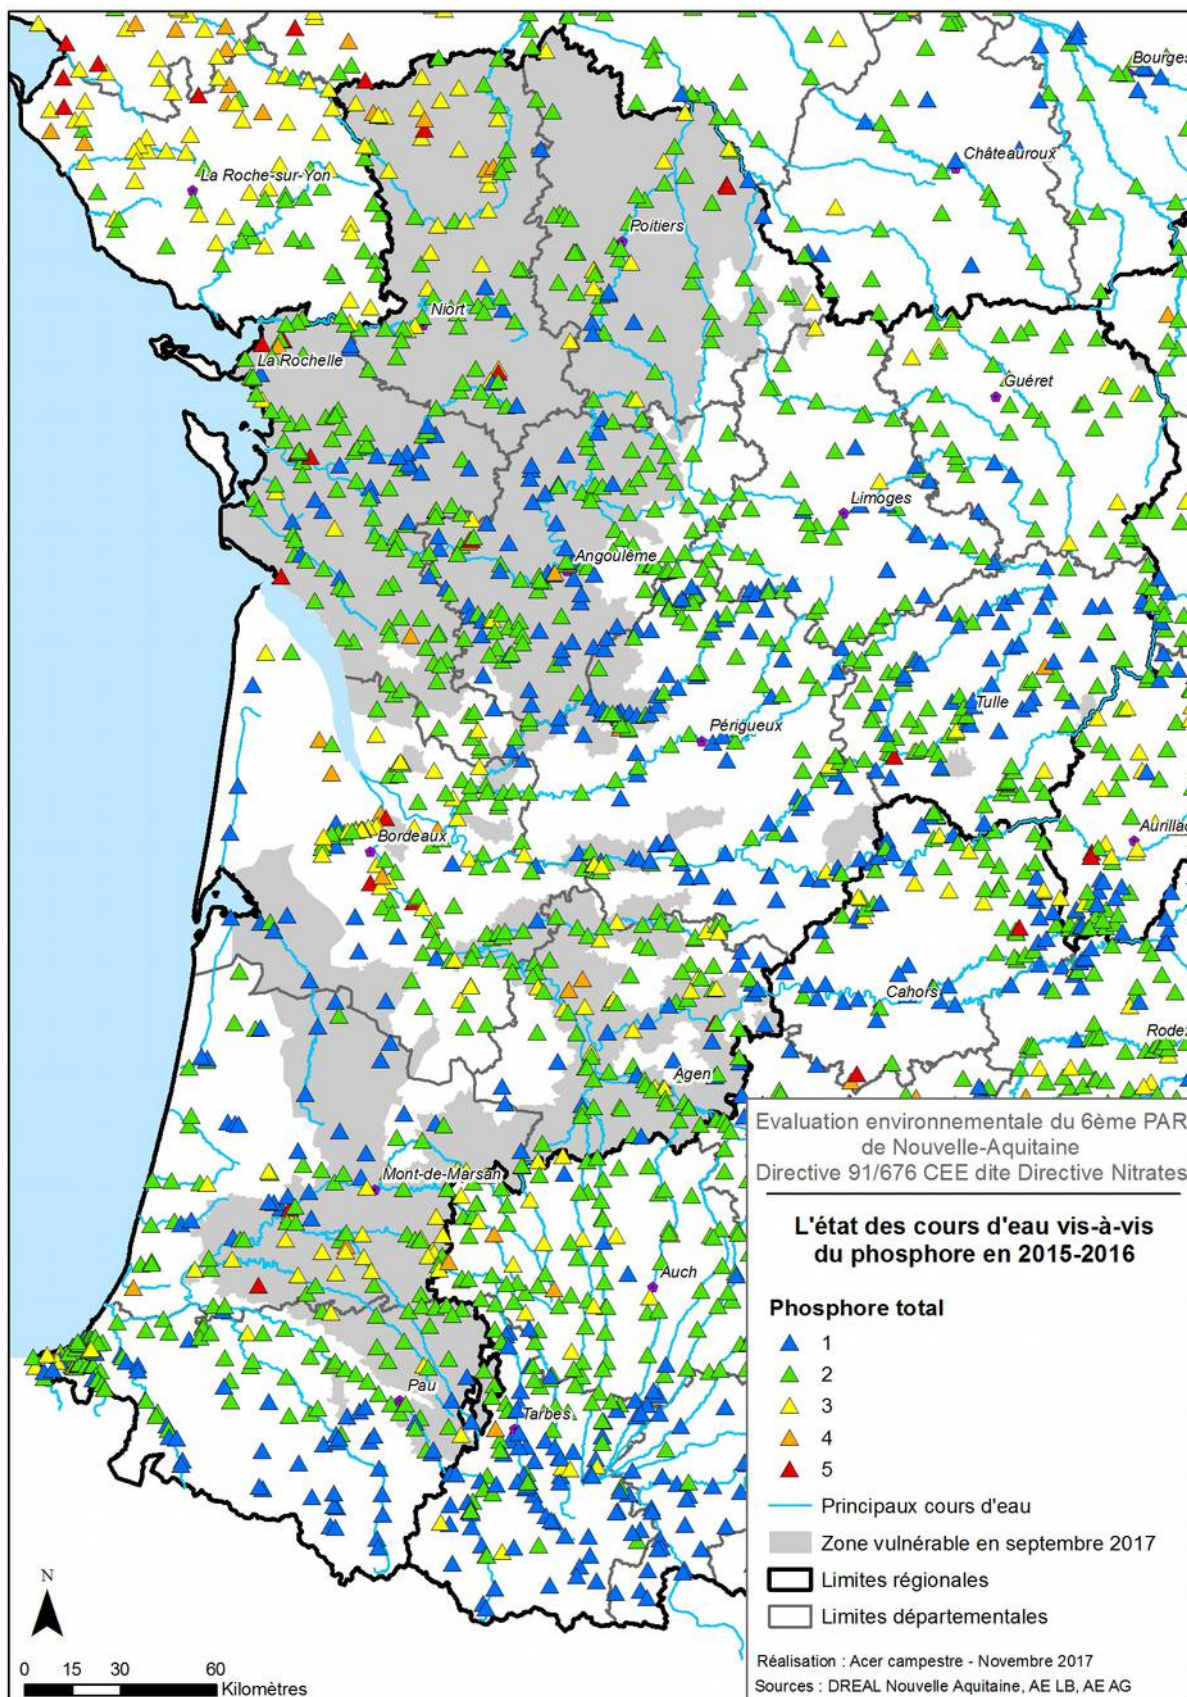 Bourges
Châteauroux
La Roche-sur-Yon
Poitiers
Niort
La Rochelle
Guéret
Limoges
Angoulême
Tulle
Périgueux
Bordeaux
Aurillac
Cahors
Rodez
Agen
Mont-de-Marsan
Auch
Pau
Tarbes
Evaluation environnementale du 6ème PAR
de Nouvelle-Aquitaine
Directive 91/676 CEE dite Directive Nitrates
L'état des cours d'eau vis-à-vis
du phosphore en 2015-2016
Phosphore total
1
2
3
4
5
Principaux cours d'eau
Zone vulnérable en septembre 2017
Limites régionales
Limites départementales
Réalisation : Acer campestre - Novembre 2017
Sources : DREAL Nouvelle Aquitaine, AE LB, AE AG
N
0 15 30 60
Kilomètres